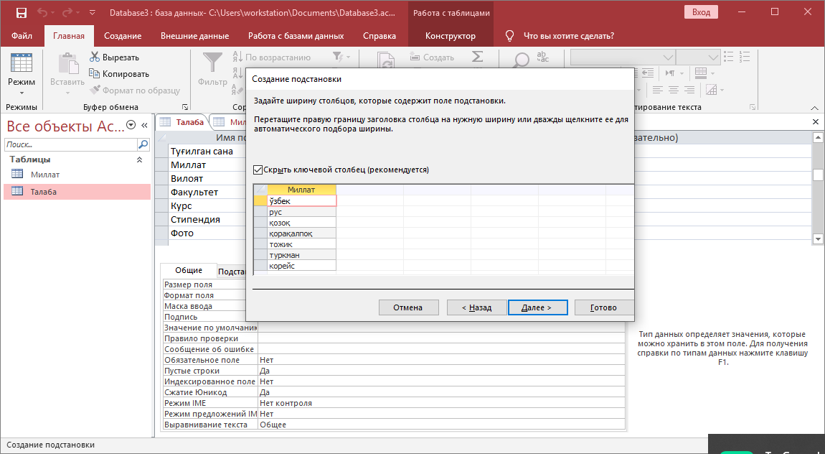 Database3 : база данных- C:\Users\workstation\Documents\Database3.ac...
Работа с таблицами
Вход
Файл Главная Создание Внешние данные Работа с базами данных Справка Конструктор Что вы хотите сделать?
Режим
Вставить
Вырезать
Копировать
Формат по образцу
Фильтр
По возрастанию
Создать
Режимы
Буфер обмена
Все объекты Ac...
Поиск...
Таблицы
Миллат
Талаба
Талаба
Имя по
Туғилган сана
Миллат
Вилоят
Факультет
Курс
Стипендия
Фото
Создание подстановки
Задайте ширину столбцов, которые содержит поле подстановки.
Перетащите правую границу заголовка столбца на нужную ширину или дважды щелкните ее для
автоматического подбора ширины.
Скрыть ключевой столбец (рекомендуется)
Миллат
ўзбек
рус
қозоқ
қорақалпоқ
тожик
туркман
корейс
Отмена < Назад Далее > Готово
Общие Подстан
Размер поля
Формат поля
Маска ввода
Подпись
Значение по умолчани
Правило проверки
Сообщение об ошибке
Обязательное поле Нет
Пустые строки Да
Индексированное поле Нет
Сжатие Юникод Да
Режим IME Нет контроля
Режим предложений IM Нет
Выравнивание текста Общее
Тип данных определяет значения, которые
можно хранить в этом поле. Для получения
справки по типам данных нажмите клавишу
F1.
Создание подстановки